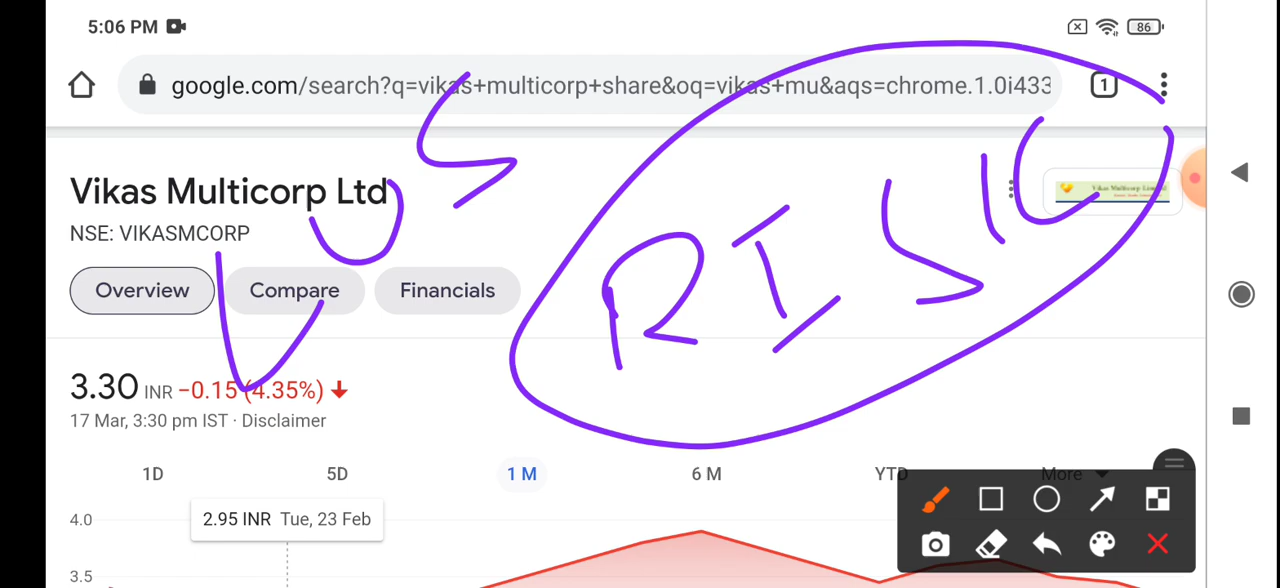 5:06 PM 86
google.com/search?q=vikas+multicorp+share&oq=vikas+mu&aqs=chrome.1.0i433 1
Vikas Multicorp Ltd
NSE: VIKASMCORP
Overview Compare Financials
V U S
RISK
3.30 INR −0.15 (4.35%)
17 Mar, 3:30 pm IST · Disclaimer
1D 5D 1 M 6 M YTD More
2.95 INR Tue, 23 Feb
4.0
3.5